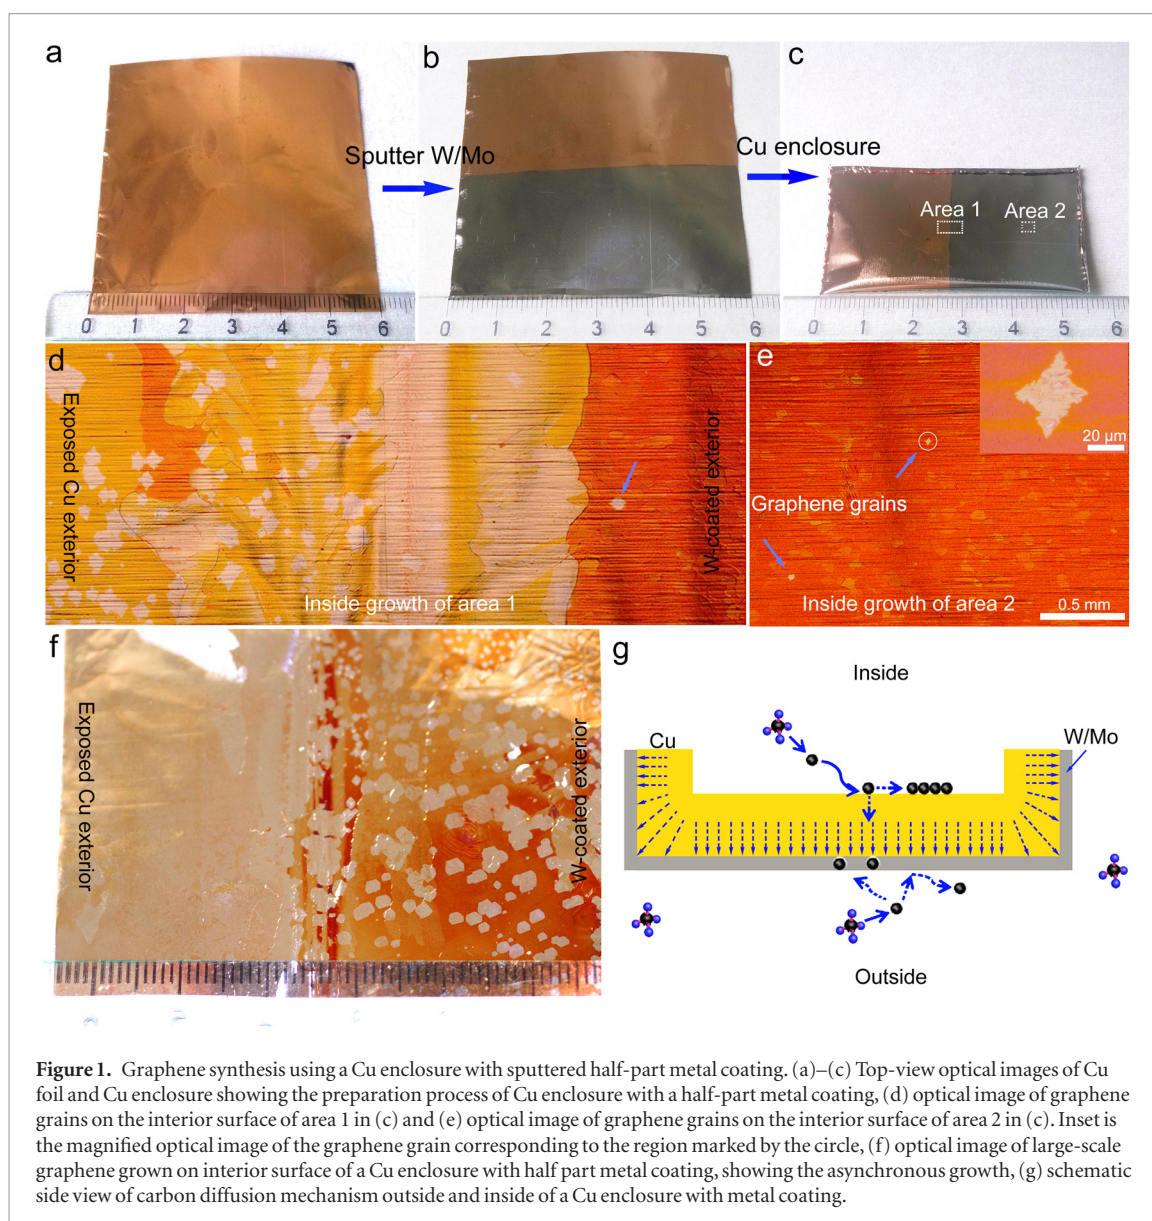 a
b
c
Sputter W/Mo
Cu enclosure
Area 1
Area 2
0 1 2 3 4 5 6
0 1 2 3 4 5 6
0 1 2 3 4 5 6
d
Exposed Cu exterior
W-coated exterior
Inside growth of area 1
e
20 µm
Graphene grains
Inside growth of area 2
0.5 mm
f
Exposed Cu exterior
W-coated exterior
g
Inside
Cu
W/Mo
Outside
Figure 1. Graphene synthesis using a Cu enclosure with sputtered half-part metal coating. (a)–(c) Top-view optical images of Cu
foil and Cu enclosure showing the preparation process of Cu enclosure with a half-part metal coating, (d) optical image of graphene
grains on the interior surface of area 1 in (c) and (e) optical image of graphene grains on the interior surface of area 2 in (c). Inset is
the magnified optical image of the graphene grain corresponding to the region marked by the circle, (f) optical image of large-scale
graphene grown on interior surface of a Cu enclosure with half part metal coating, showing the asynchronous growth, (g) schematic
side view of carbon diffusion mechanism outside and inside of a Cu enclosure with metal coating.